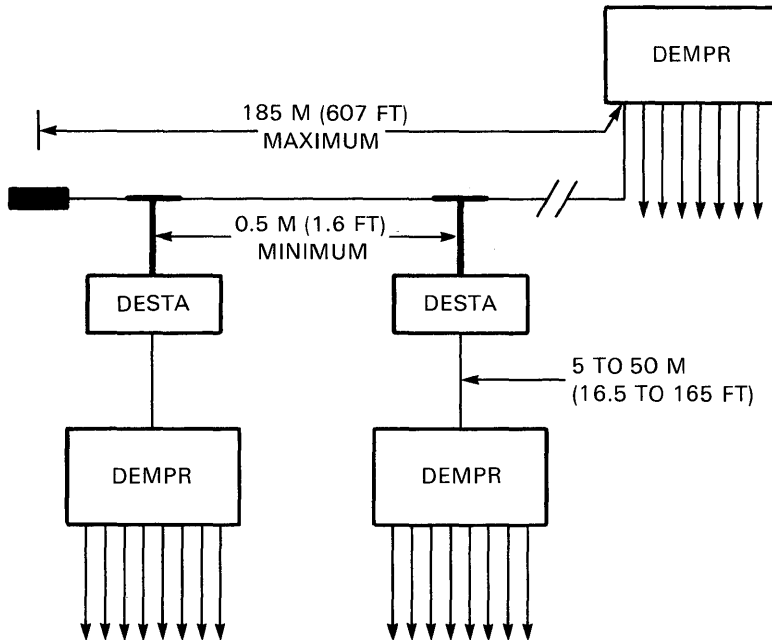 DEMPR
185 M (607 FT)
MAXIMUM
0.5 M (1.6 FT)
MINIMUM
DESTA
DESTA
5 TO 50 M
(16.5 TO 165 FT)
DEMPR
DEMPR